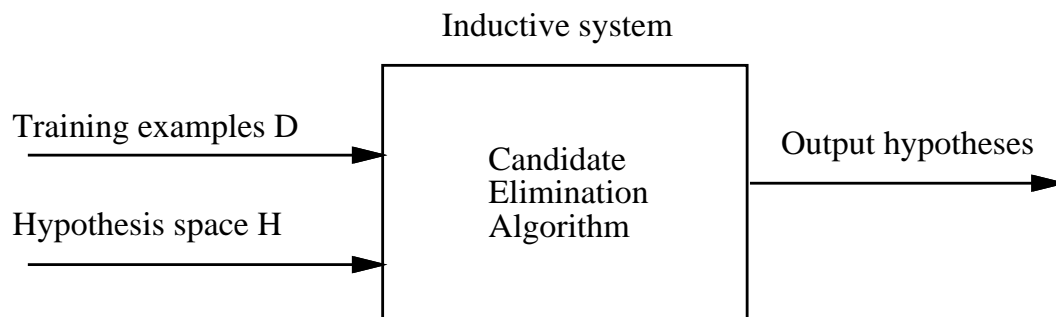 Inductive system
Training examples D
Output hypotheses
Candidate
Elimination
Algorithm
Hypothesis space H